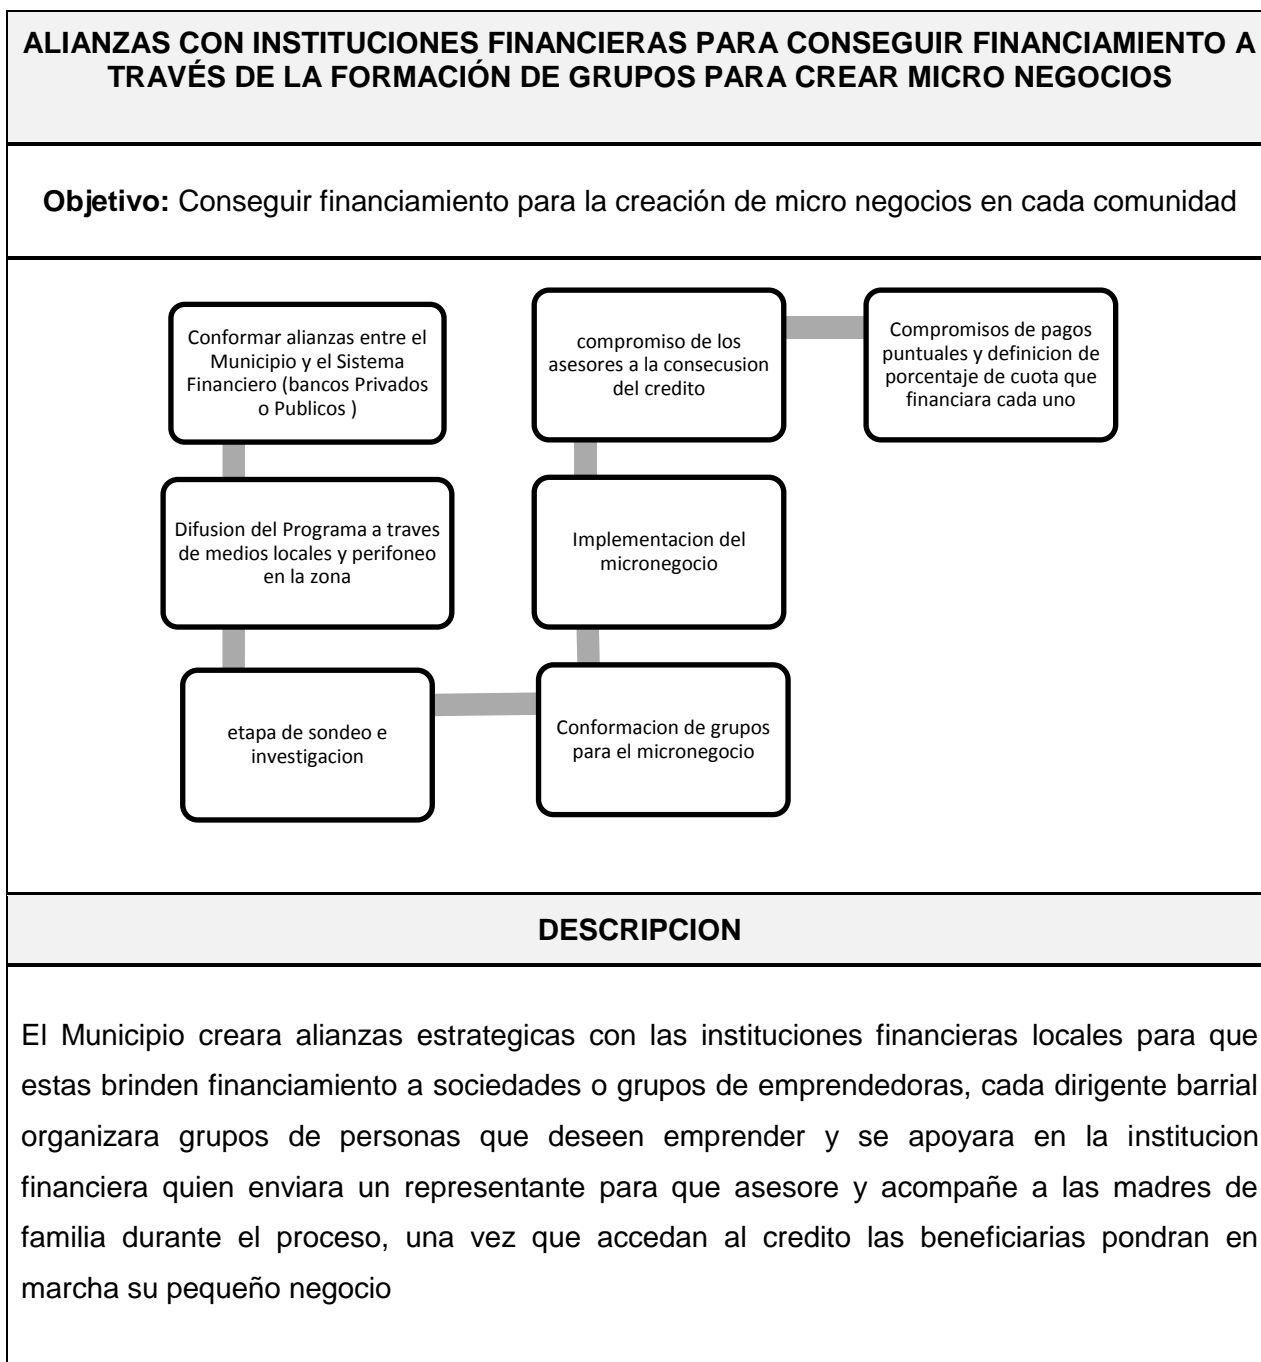 ALIANZAS CON INSTITUCIONES FINANCIERAS PARA CONSEGUIR FINANCIAMIENTO A
TRAVÉS DE LA FORMACIÓN DE GRUPOS PARA CREAR MICRO NEGOCIOS
Objetivo: Conseguir financiamiento para la creación de micro negocios en cada comunidad
Conformar alianzas entre el
Municipio y el Sistema
Financiero (bancos Privados
o Publicos )
Difusion del Programa a traves
de medios locales y perifoneo
en la zona
etapa de sondeo e
investigacion
Conformacion de grupos
para el micronegocio
Implementacion del
micronegocio
compromiso de los
asesores a la consecusion
del credito
Compromisos de pagos
puntuales y definicion de
porcentaje de cuota que
financiara cada uno
DESCRIPCION
El Municipio creara alianzas estrategicas con las instituciones financieras locales para que
estas brinden financiamiento a sociedades o grupos de emprendedoras, cada dirigente barrial
organizara grupos de personas que deseen emprender y se apoyara en la institucion
financiera quien enviara un representante para que asesore y acompañe a las madres de
familia durante el proceso, una vez que accedan al credito las beneficiarias pondran en
marcha su pequeño negocio